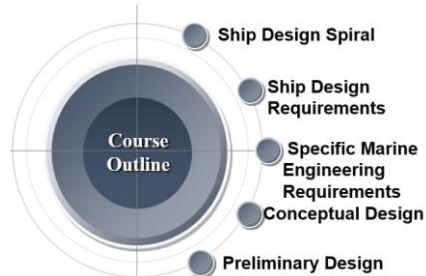 Ship Design Spiral
Ship Design
Requirements
Course
Outline
Specific Marine
Engineering
Requirements
Conceptual Design
Preliminary Design